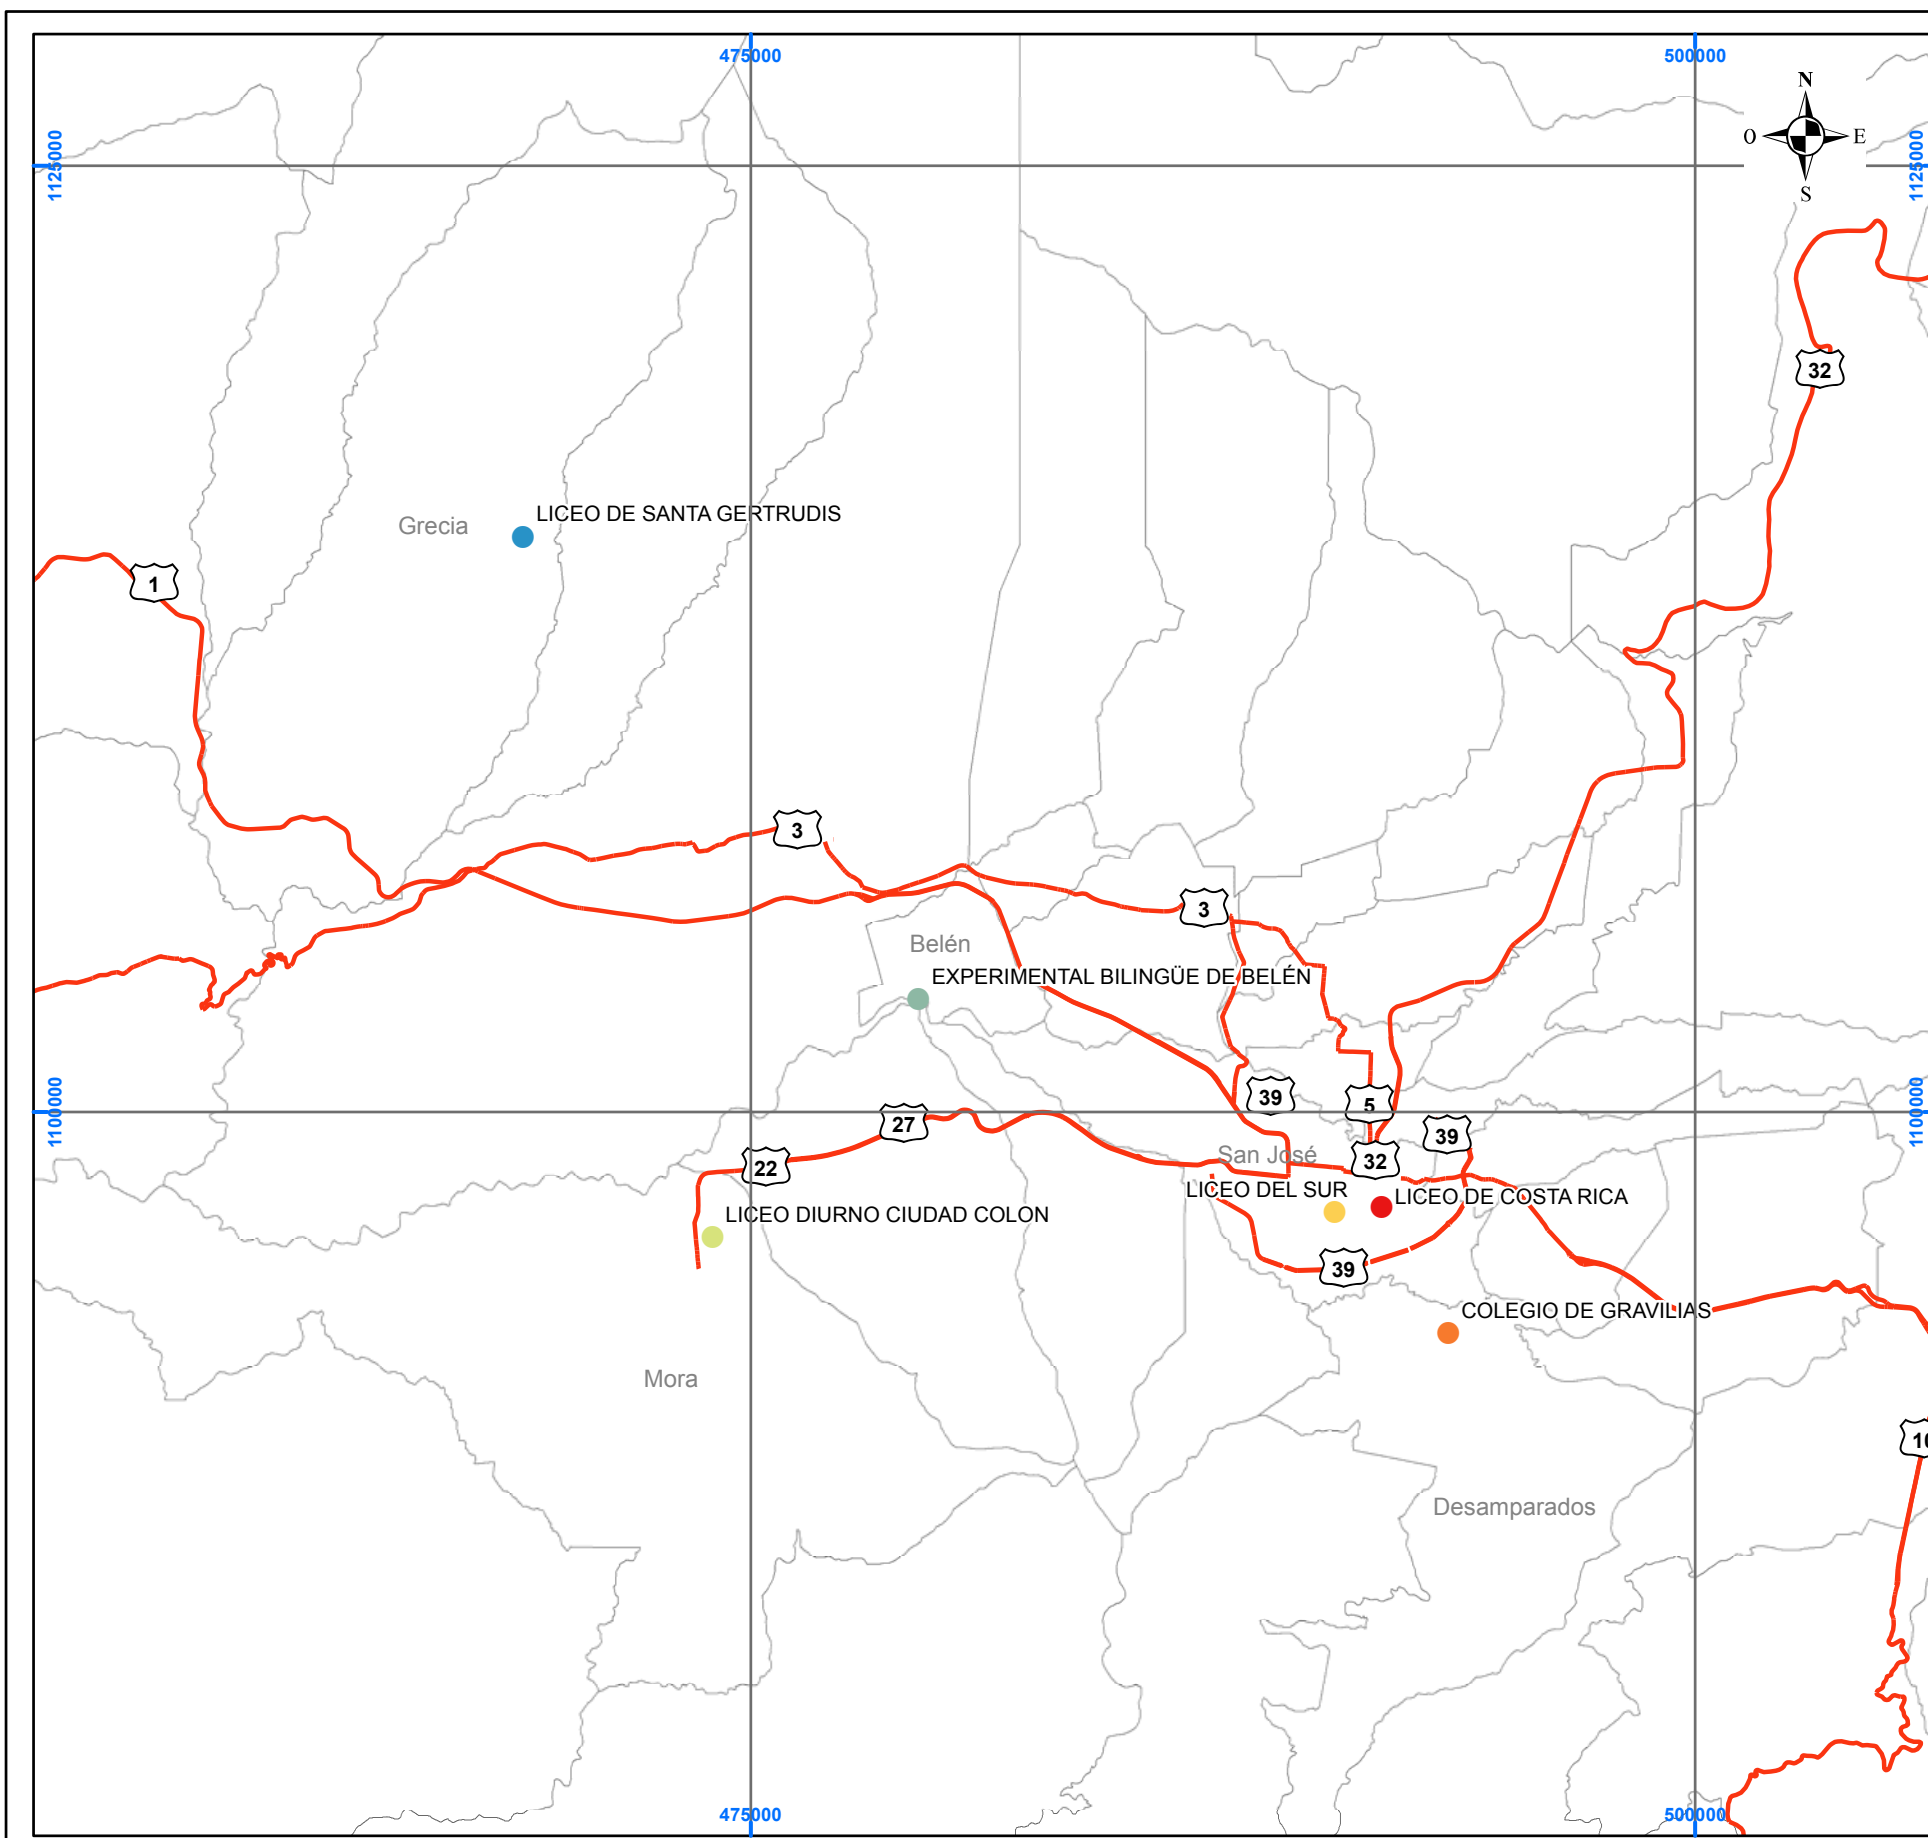 475000
500000
N
O
E
S
1125000
1125000
32
LICEO DE SANTA GERTRUDIS
Grecia
1
3
3
Belén
EXPERIMENTAL BILINGÜE DE BELÉN
1100000
1100000
39
5
27
39
22
San José
32
LICEO DEL SUR
LICEO DE COSTA RICA
LICEO DIURNO CIUDAD COLON
39
COLEGIO DE GRAVILIAS
Mora
Desamparados
475000
500000